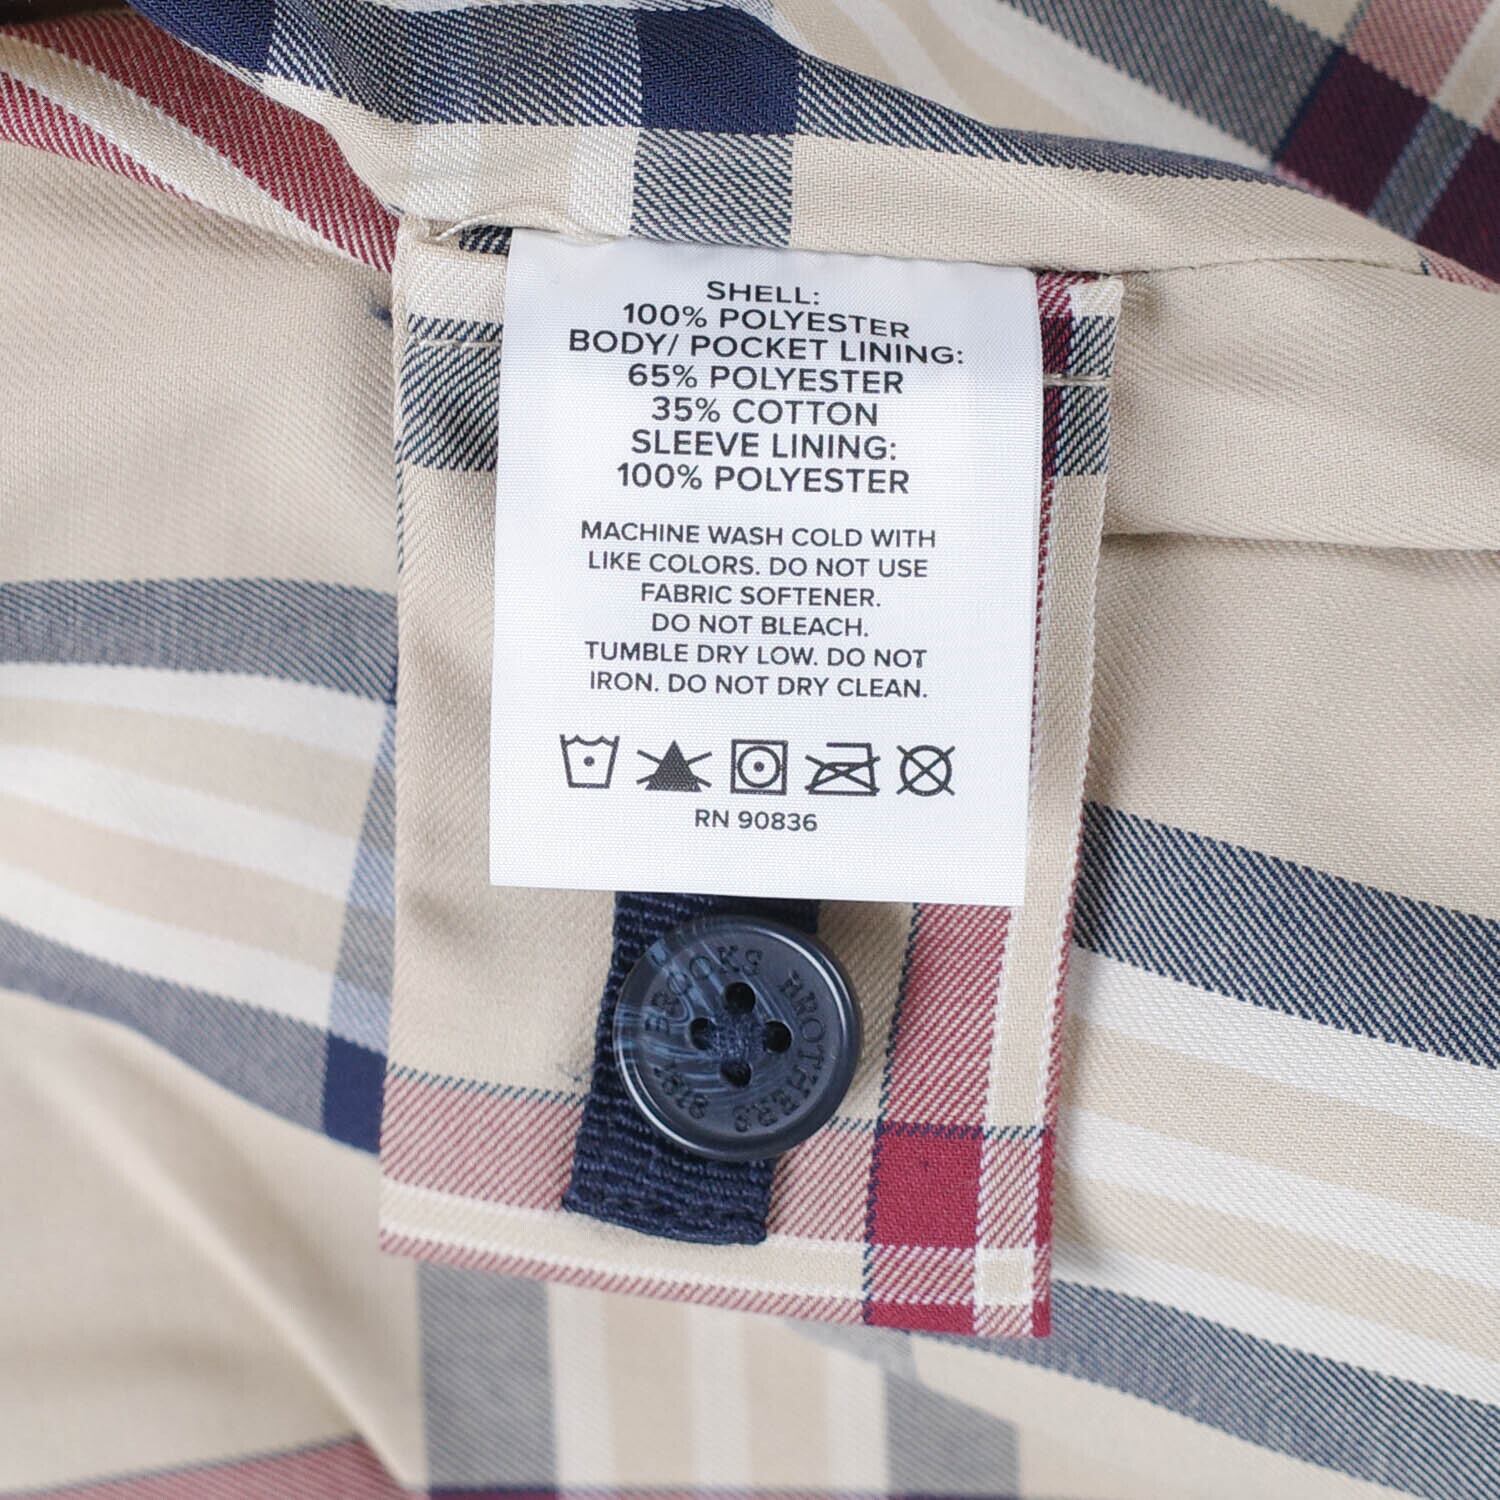 SHELL:
100% POLYESTER
BODY/ POCKET LINING:
65% POLYESTER
35% COTTON
SLEEVE LINING:
100% POLYESTER
MACHINE WASH COLD WITH
LIKE COLORS. DO NOT USE
FABRIC SOFTENER.
DO NOT BLEACH.
TUMBLE DRY LOW. DO NOT
IRON. DO NOT DRY CLEAN.
RN 90836
BROOKS BROTHERS 1818